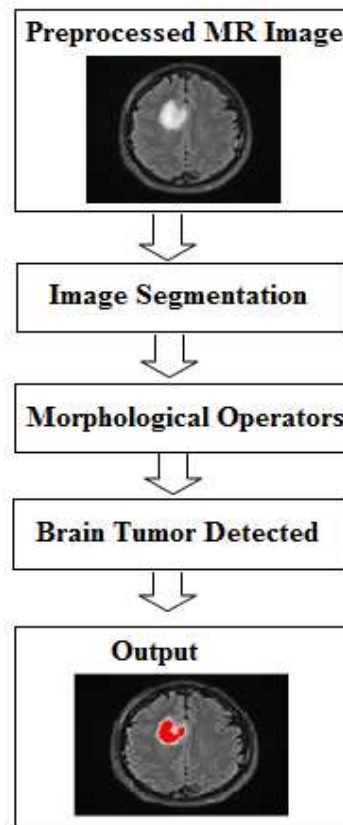 Preprocessed MR Image
Image Segmentation
Morphological Operators
Brain Tumor Detected
Output